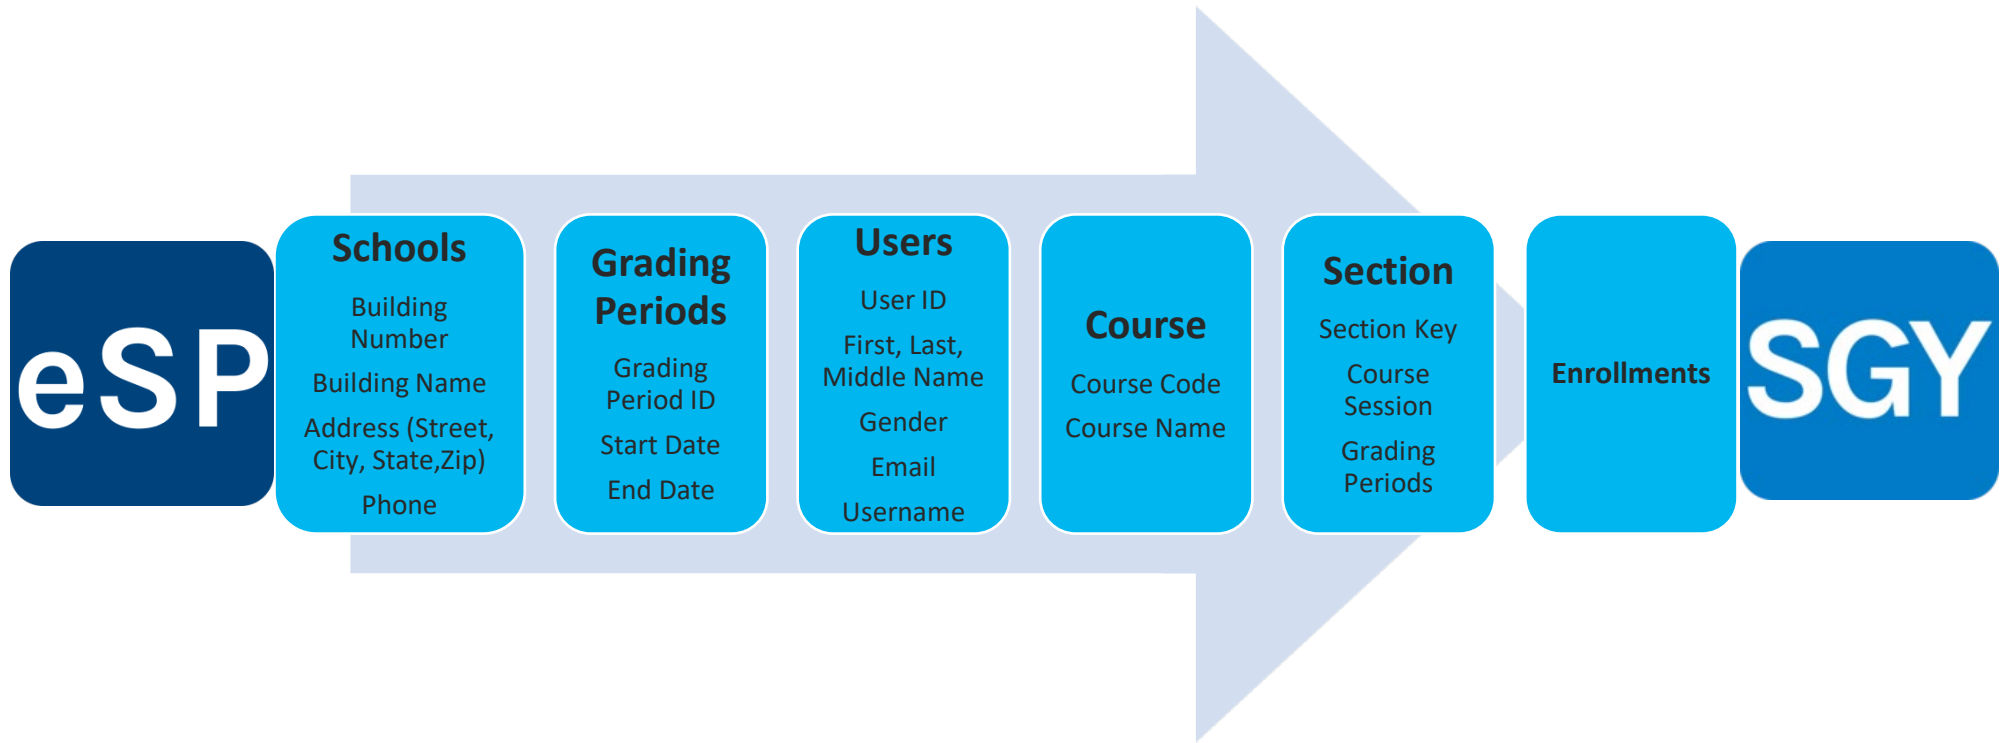 eSP
Schools
Building
Number
Building Name
Address (Street,
City, State,Zip)
Phone
Grading
Periods
Grading
Period ID
Start Date
End Date
Users
User ID
First, Last,
Middle Name
Gender
Email
Username
Course
Course Code
Course Name
Section
Section Key
Course
Session
Grading
Periods
Enrollments
SGY